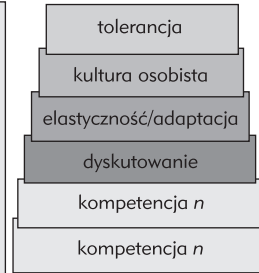 tolerancja
kultura osobista
elastyczność/adaptacja
dyskutowanie
kompetencja n
kompetencja n